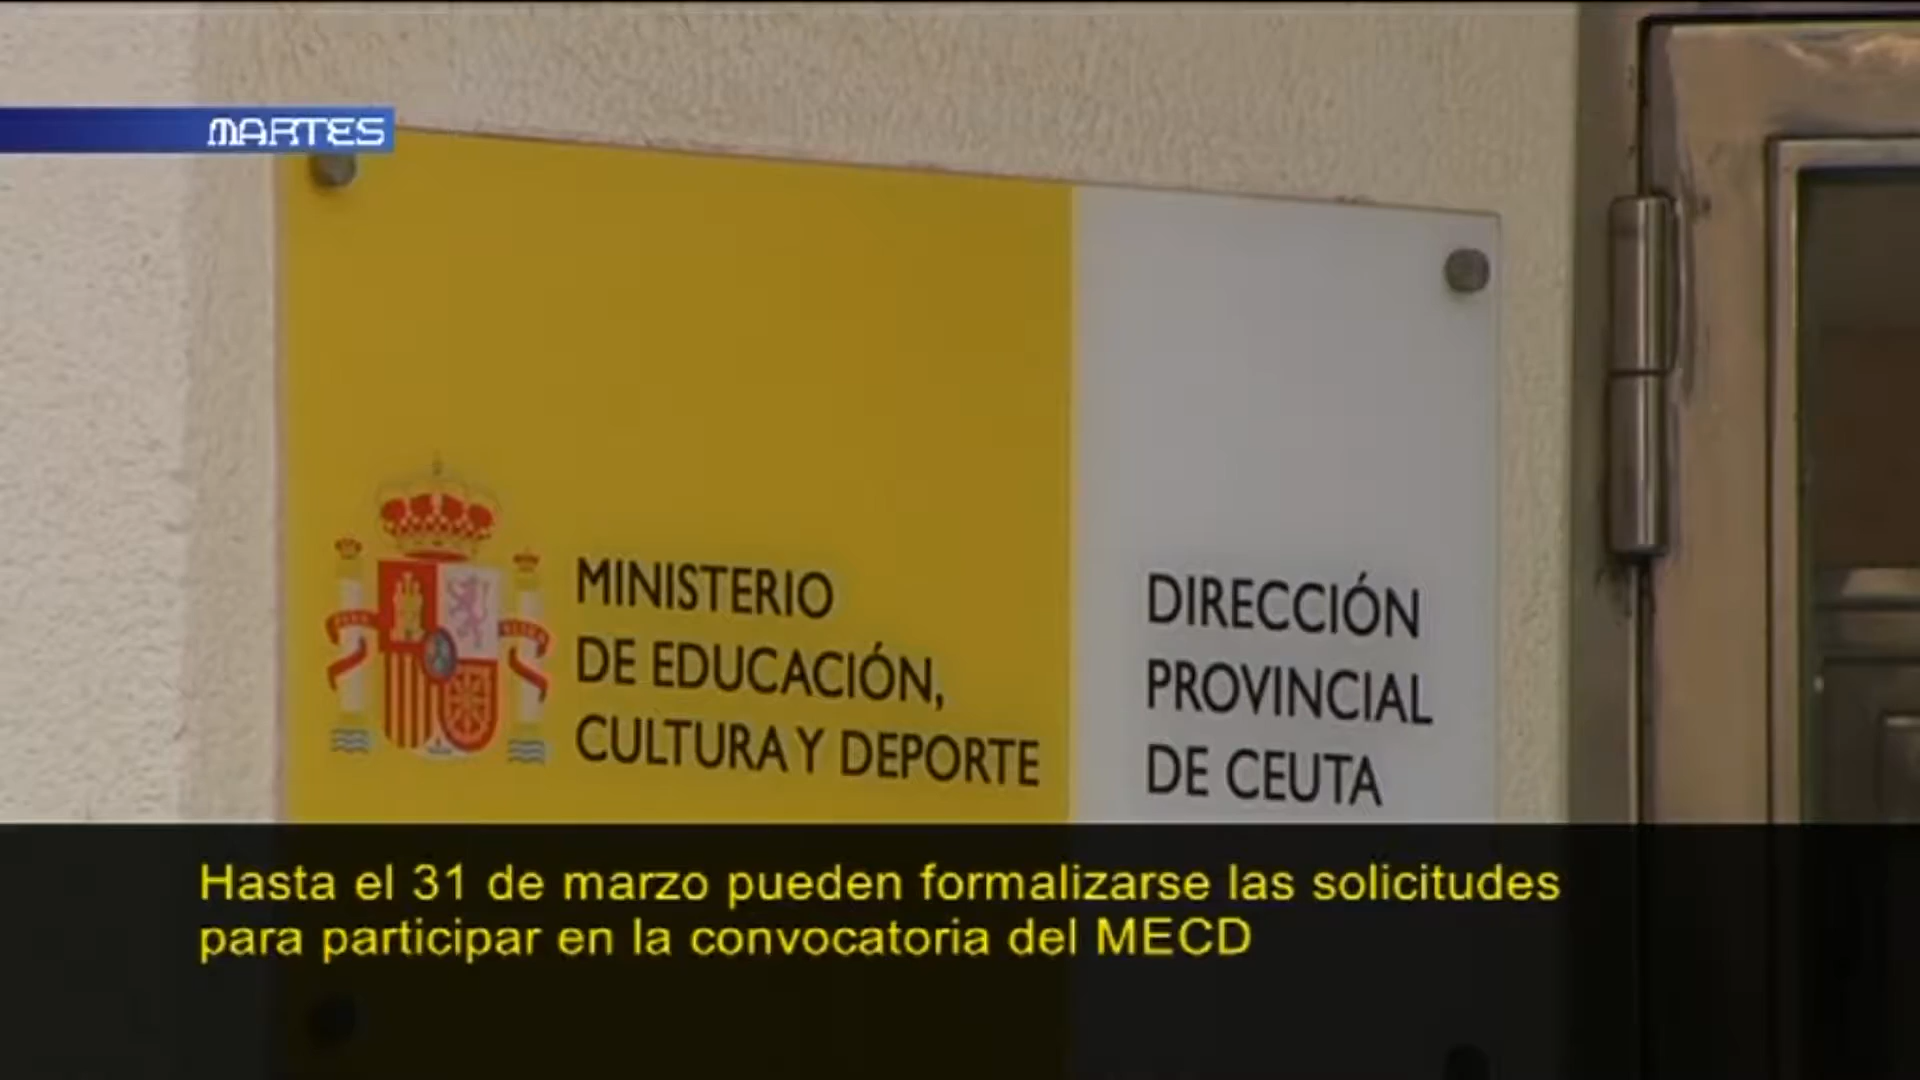 MARTES
MINISTERIO
DE EDUCACIÓN,
CULTURA Y DEPORTE
DIRECCIÓN
PROVINCIAL
DE CEUTA
Hasta el 31 de marzo pueden formalizarse las solicitudes
para participar en la convocatoria del MECD